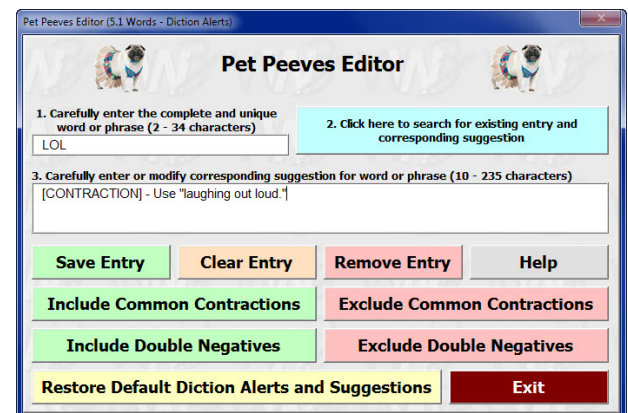 Pet Peeves Editor (5.1 Words - Diction Alerts)
Pet Peeves Editor
1. Carefully enter the complete and unique
word or phrase (2 - 34 characters)
LOL
2. Click here to search for existing entry and
corresponding suggestion
3. Carefully enter or modify corresponding suggestion for word or phrase (10 - 235 characters)
[CONTRACTION] - Use "laughing out loud."
Save Entry Clear Entry Remove Entry Help
Include Common Contractions Exclude Common Contractions
Include Double Negatives Exclude Double Negatives
Restore Default Diction Alerts and Suggestions Exit